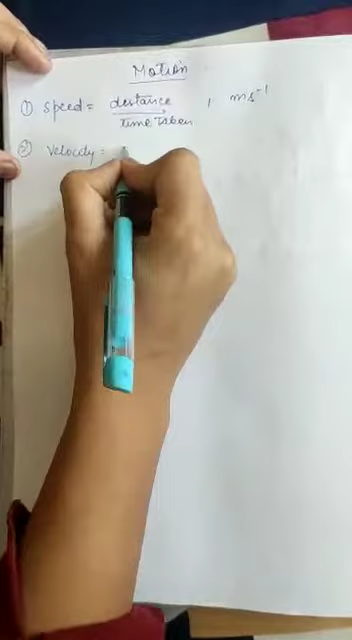 Motion
① Speed = distance / time taken , ms⁻¹
② Velocity =